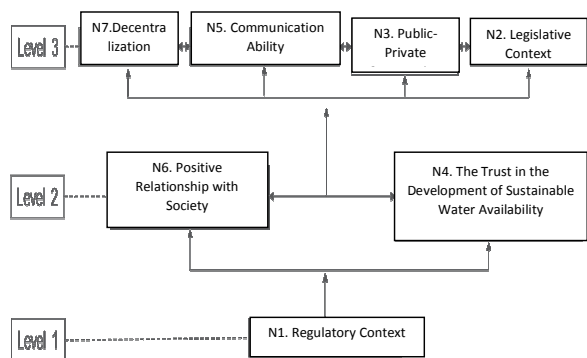 Level 3
N7.Decentra
lization
N5. Communication
Ability
N3. Public-
Private
N2. Legislative
Context
Level 2
N6. Positive
Relationship with
Society
N4. The Trust in the
Development of Sustainable
Water Availability
Level 1
N1. Regulatory Context